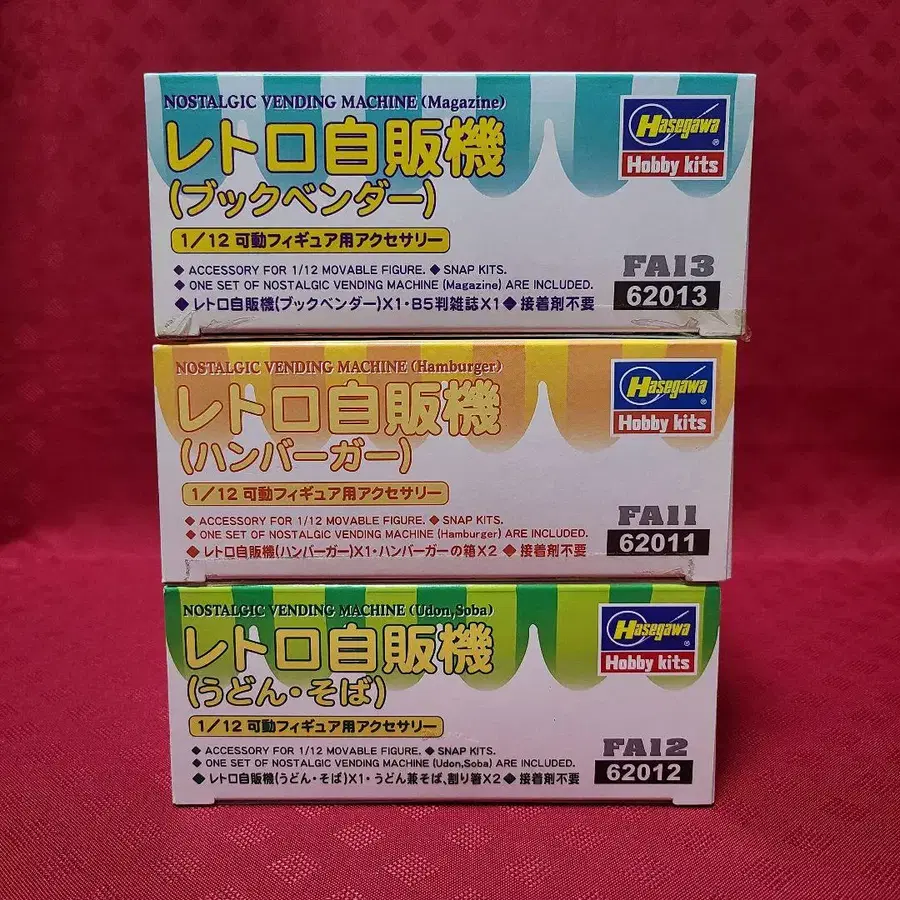 NOSTALGIC VENDING MACHINE (Magazine)
レトロ自販機
(ブックベンダー)
Hasegawa
®
Hobby kits
1/12 可動フィギュア用アクセサリー
◆ ACCESSORY FOR 1/12 MOVABLE FIGURE. ◆ SNAP KITS.
◆ ONE SET OF NOSTALGIC VENDING MACHINE (Magazine) ARE INCLUDED.
◆ レトロ自販機(ブックベンダー)X1・B5判雑誌X1 ◆ 接着剤不要
FA13
62013
NOSTALGIC VENDING MACHINE (Hamburger)
レトロ自販機
(ハンバーガー)
Hasegawa
®
Hobby kits
1/12 可動フィギュア用アクセサリー
◆ ACCESSORY FOR 1/12 MOVABLE FIGURE. ◆ SNAP KITS.
◆ ONE SET OF NOSTALGIC VENDING MACHINE (Hamburger) ARE INCLUDED.
◆ レトロ自販機(ハンバーガー)X1・ハンバーガーの箱X2 ◆ 接着剤不要
FA11
62011
NOSTALGIC VENDING MACHINE (Udon,Soba)
レトロ自販機
(うどん・そば)
Hasegawa
®
Hobby kits
1/12 可動フィギュア用アクセサリー
◆ ACCESSORY FOR 1/12 MOVABLE FIGURE. ◆ SNAP KITS.
◆ ONE SET OF NOSTALGIC VENDING MACHINE (Udon,Soba) ARE INCLUDED.
◆ レトロ自販機(うどん・そば)X1・うどん兼そば、割り箸X2 ◆ 接着剤不要
FA12
62012